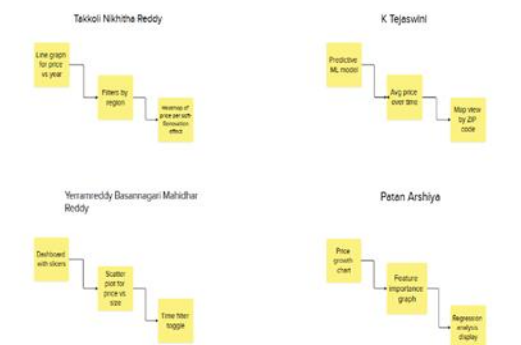 Takkoli Nikhitha Reddy
Line graph
for price
vs year
Filters by
region
Heatmap of
price per sqft-
Renovation
effect
K Tejaswini
Predictive
ML model
Avg price
over time
Map view
by ZIP
code
Yerramreddy Basannagari Mahidhar
Reddy
Dashboard
with slicers
Scatter
plot for
price vs
size
Time filter
toggle
Patan Arshiya
Price
growth
chart
Feature
importance
graph
Regression
analysis
display